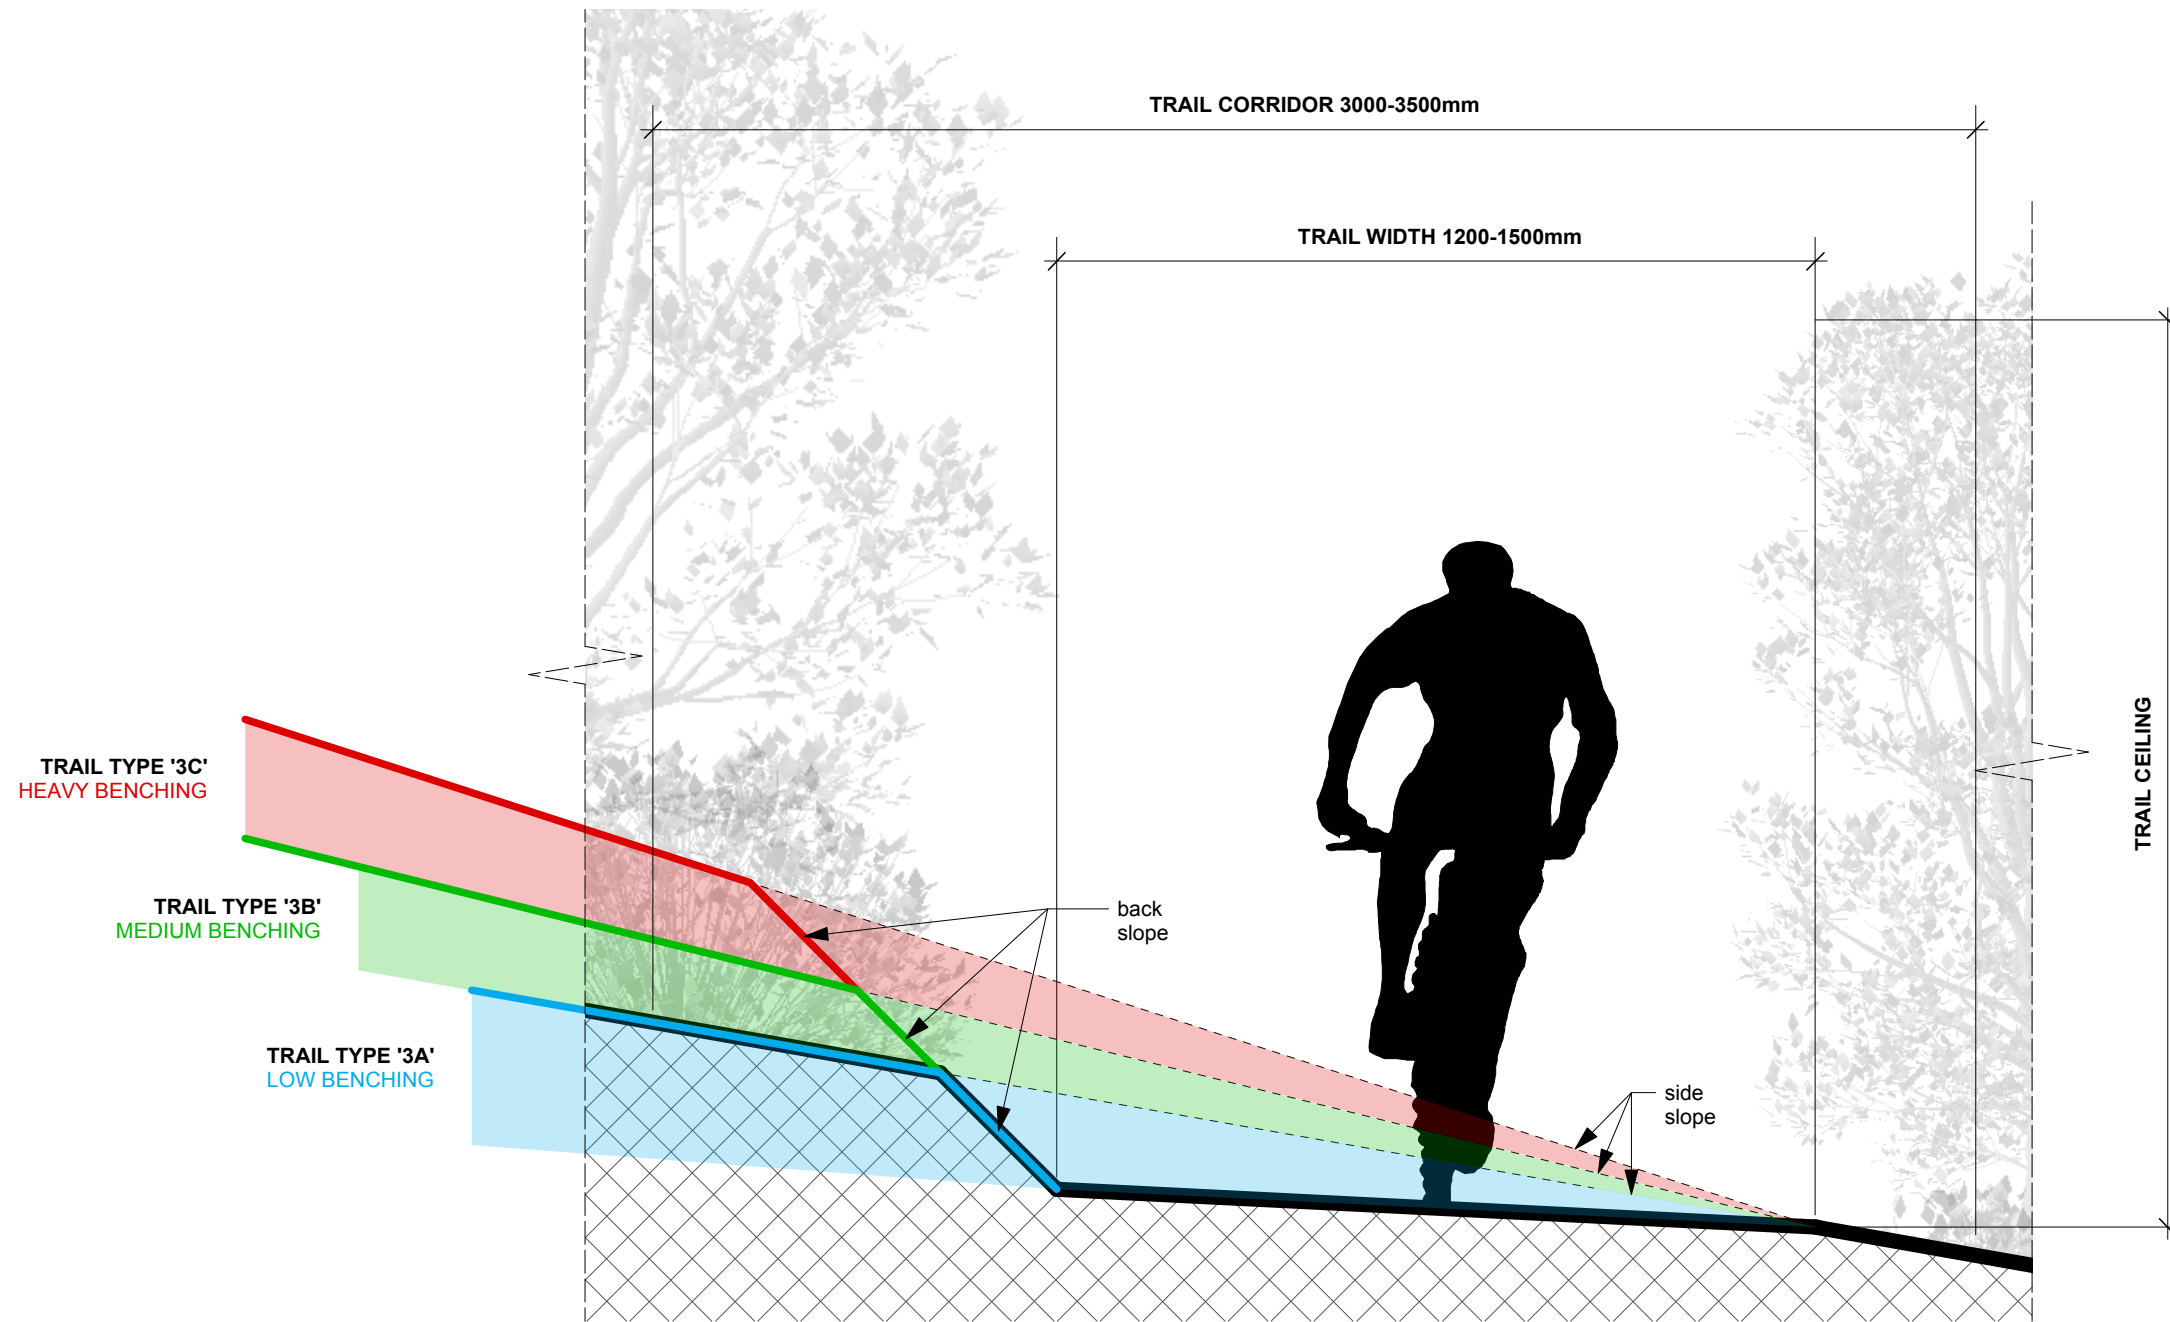 TRAIL CORRIDOR 3000-3500mm
TRAIL WIDTH 1200-1500mm
TRAIL CEILING
TRAIL TYPE '3C'
HEAVY BENCHING
TRAIL TYPE '3B'
MEDIUM BENCHING
back
slope
TRAIL TYPE '3A'
LOW BENCHING
side
slope